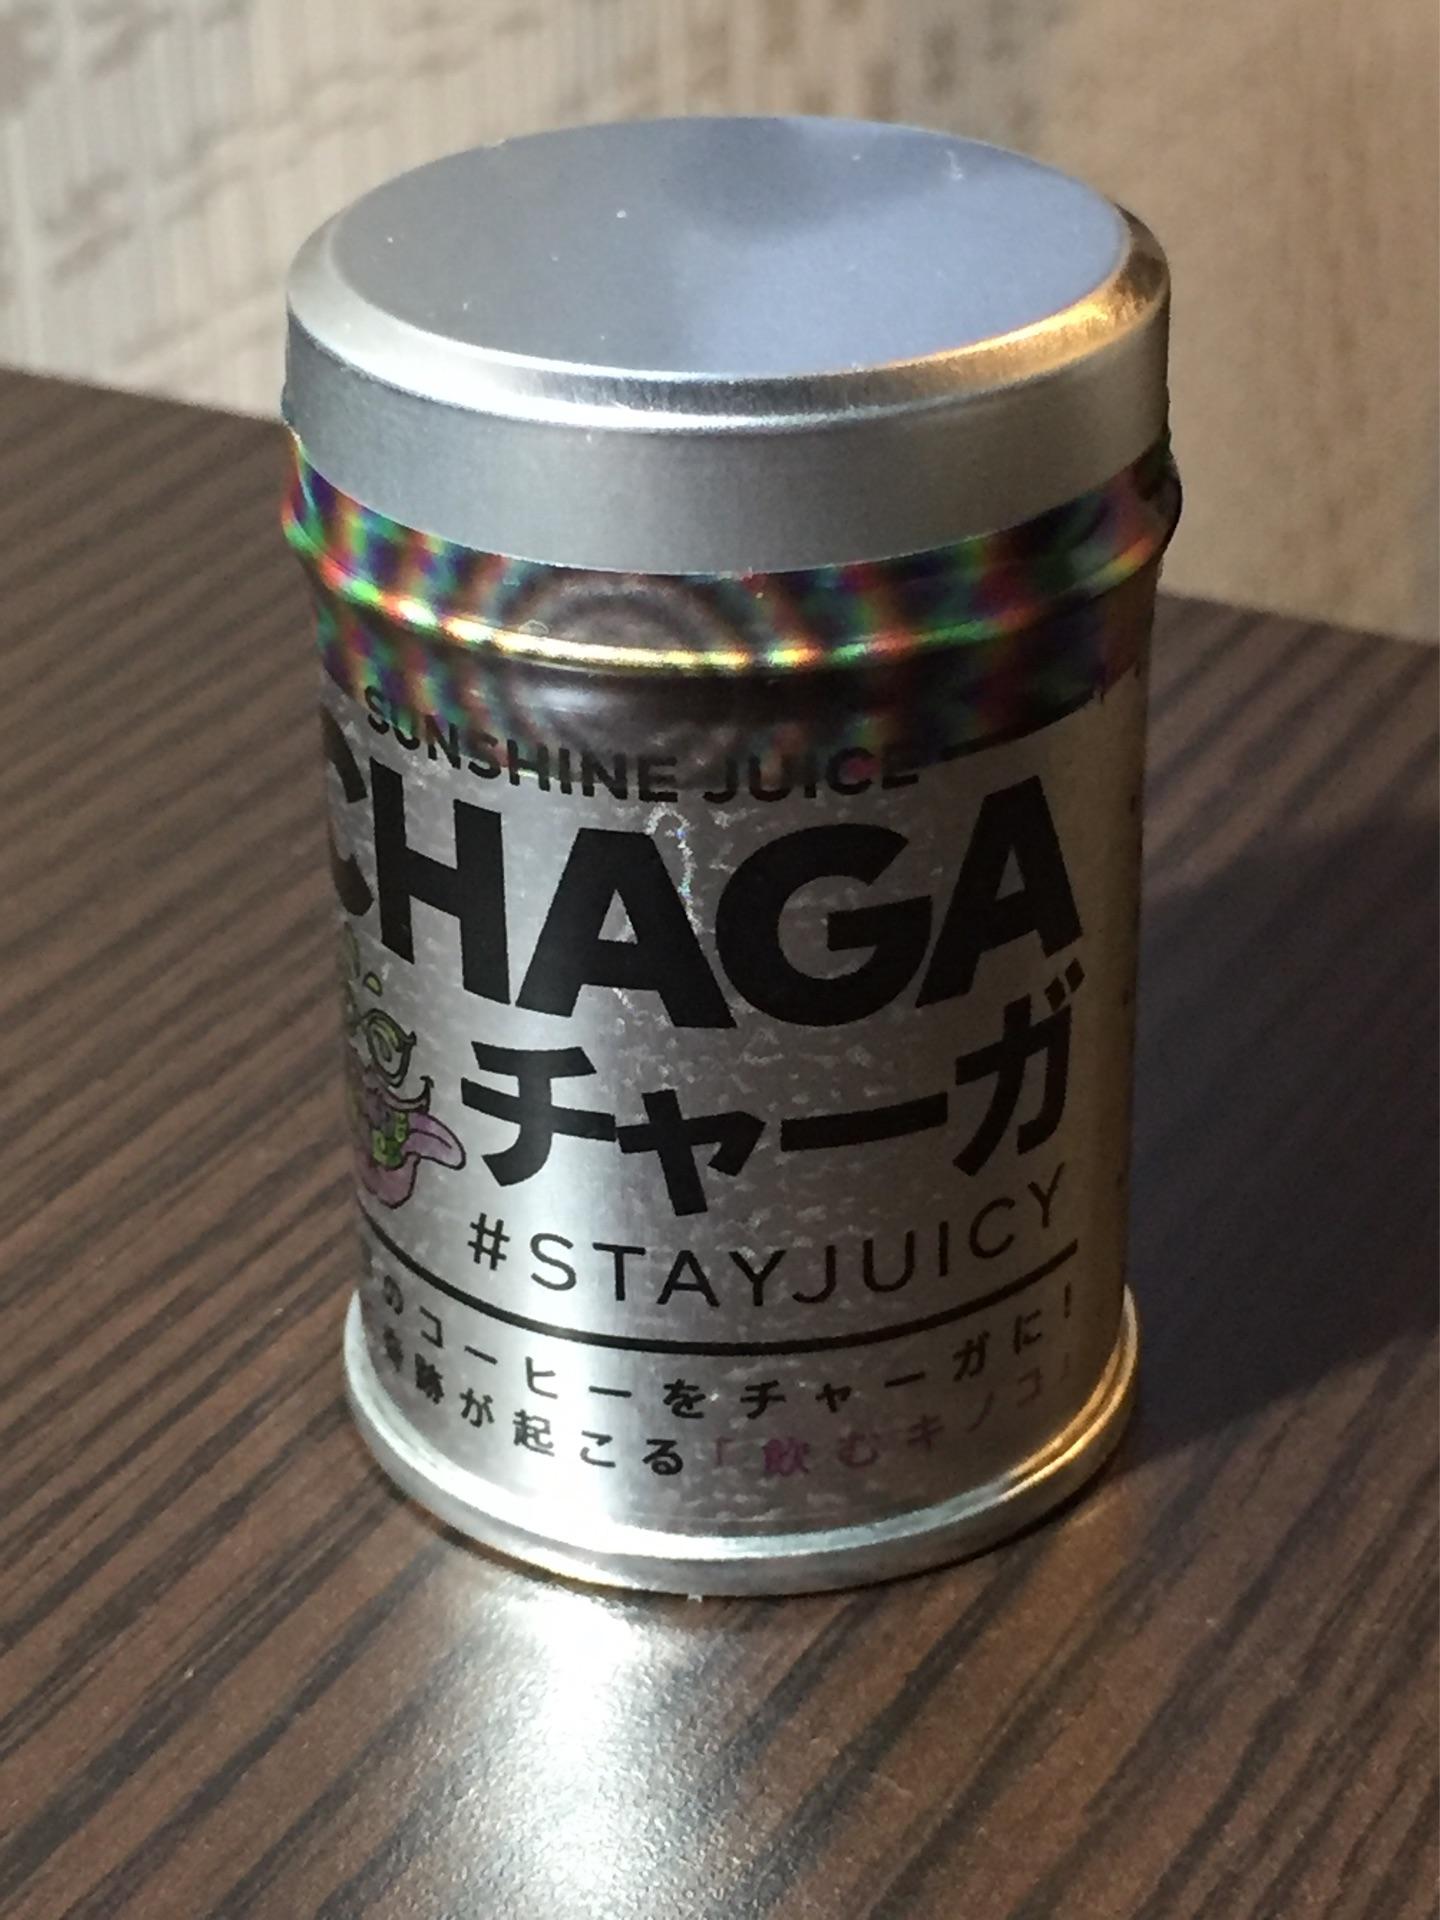 SUNSHINE JUICE
CHAGA
チャーガ
#STAYJUICY
のコーヒーをチャーガに!
奇跡が起こる「飲むキノコ」